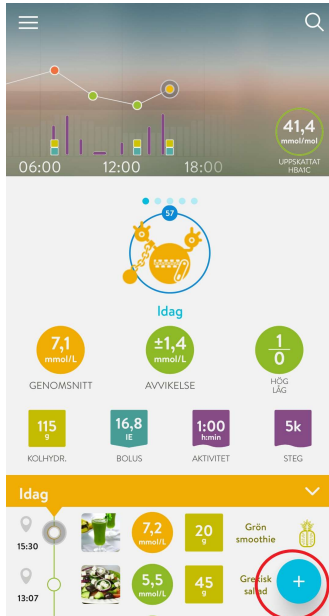 41,4
mmol/mol
UPPSKATTAT
HBA1C
06:00 12:00 18:00
57
Idag
7,1
mmol/L
GENOMSNITT
±1,4
mmol/L
AVVIKELSE
1
0
HÖG
LÅG
115
g
KOLHYDR.
16,8
IE
BOLUS
1:00
h:min
AKTIVITET
5k
STEG
Idag
15:30
7,2
mmol/L
20
g
Grön
smoothie
13:07
5,5
mmol/L
45
g
Grekisk
sallad
+